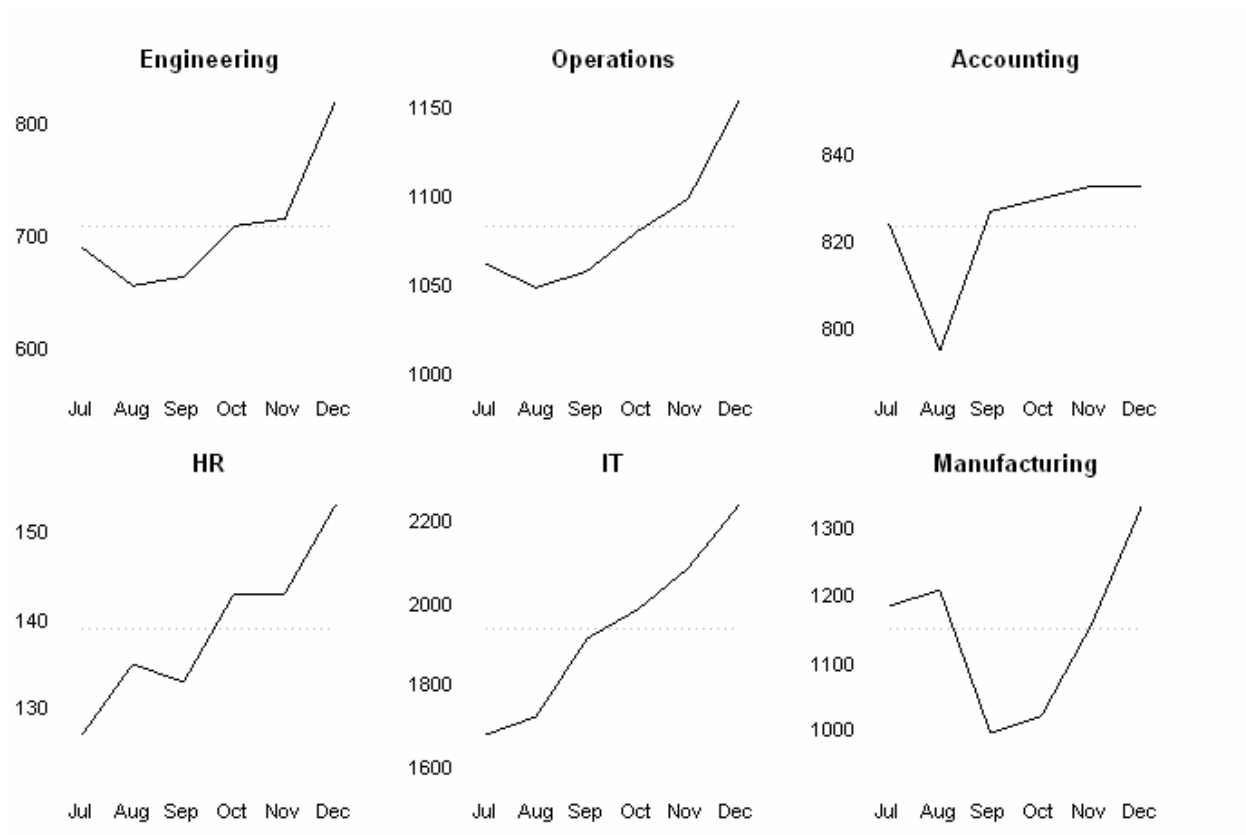 Engineering
Operations
Accounting
800
700
600
1150
1100
1050
1000
840
820
800
Jul Aug Sep Oct Nov Dec
Jul Aug Sep Oct Nov Dec
Jul Aug Sep Oct Nov Dec
HR
IT
Manufacturing
150
140
130
2200
2000
1800
1600
1300
1200
1100
1000
Jul Aug Sep Oct Nov Dec
Jul Aug Sep Oct Nov Dec
Jul Aug Sep Oct Nov Dec